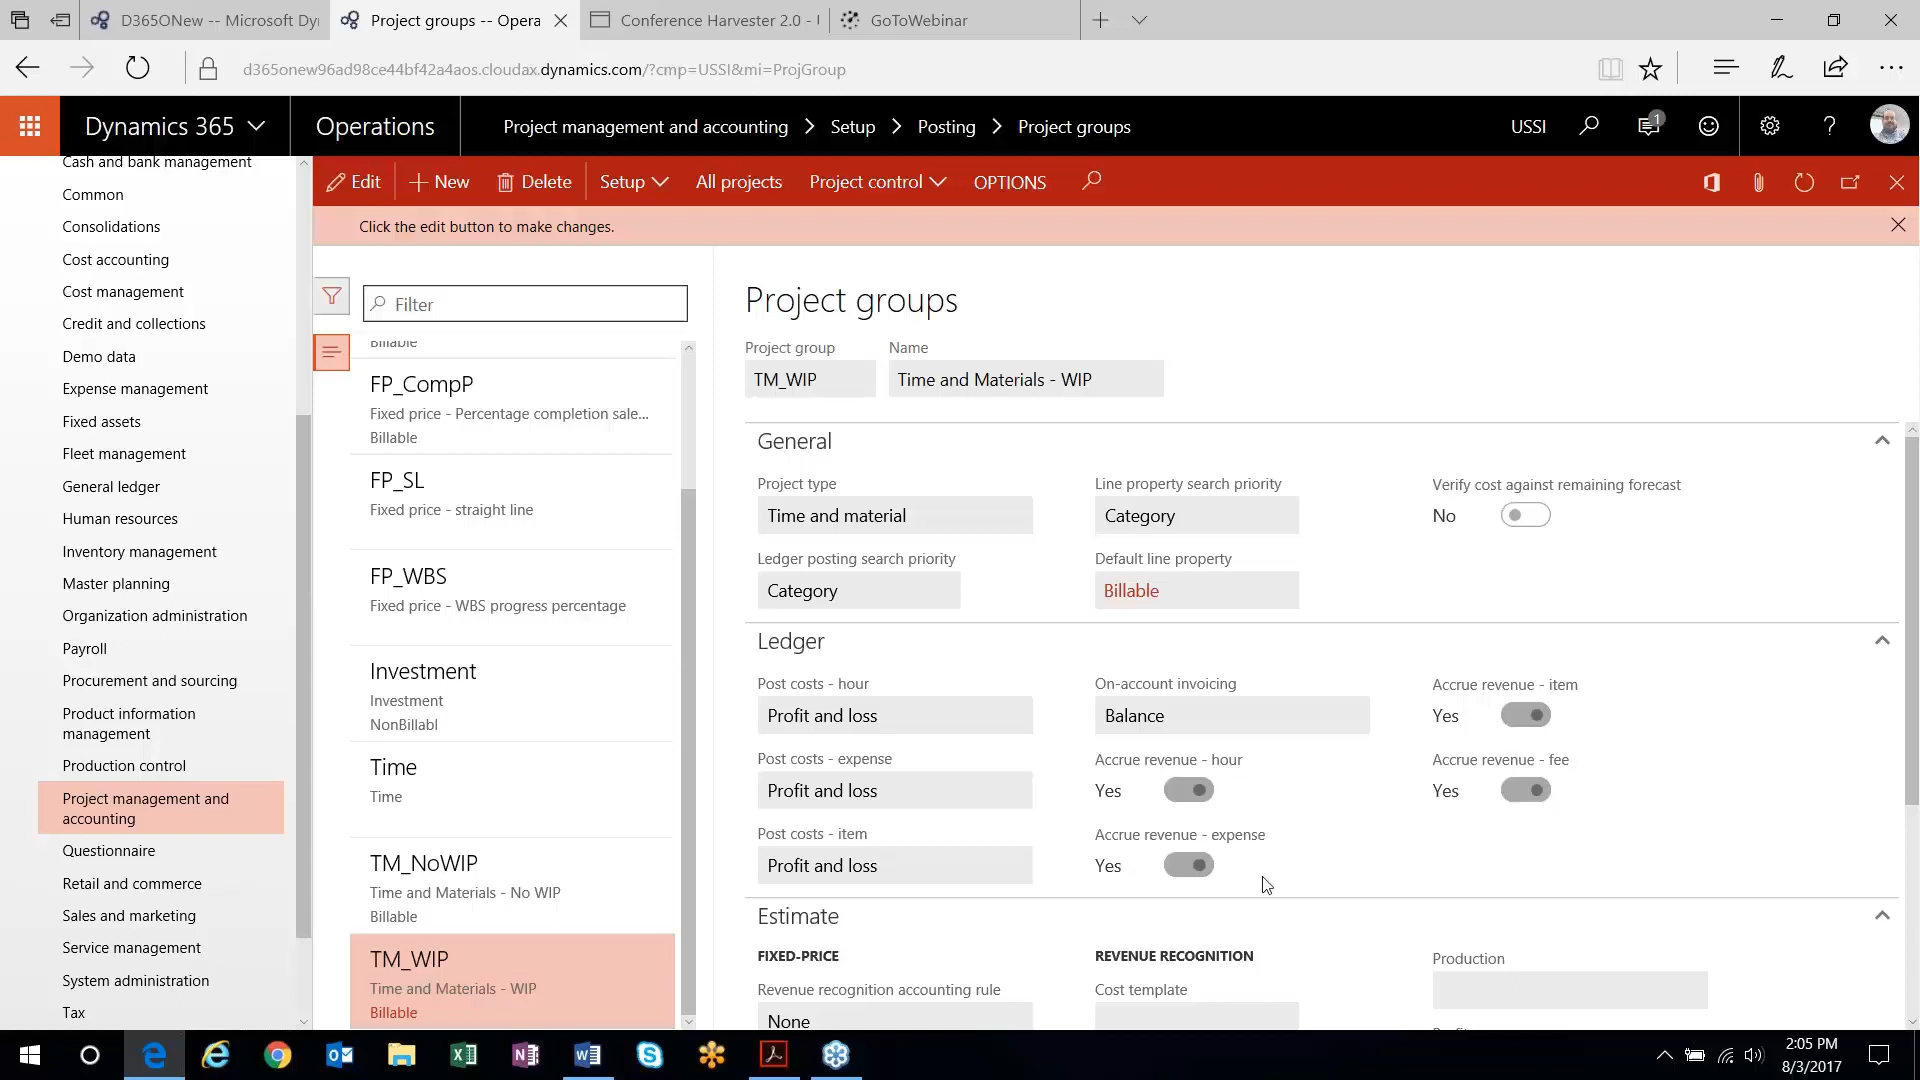 D365ONew -- Microsoft Dy
Project groups -- Opera
Conference Harvester 2.0 -
GoToWebinar
d365onew96ad98ce44bf42a4aos.cloudax.dynamics.com/?cmp=USSI&mi=ProjGroup
Dynamics 365
Operations
Project management and accounting > Setup > Posting > Project groups
USSI
1
?
Edit
New
Delete
Setup
All projects
Project control
OPTIONS
Click the edit button to make changes.
Cash and bank management
Common
Consolidations
Cost accounting
Cost management
Credit and collections
Demo data
Expense management
Fixed assets
Fleet management
General ledger
Human resources
Inventory management
Master planning
Organization administration
Payroll
Procurement and sourcing
Product information
management
Production control
Project management and
accounting
Questionnaire
Retail and commerce
Sales and marketing
Service management
System administration
Tax
Filter
Billable
FP_CompP
Fixed price - Percentage completion sale...
Billable
FP_SL
Fixed price - straight line
FP_WBS
Fixed price - WBS progress percentage
Investment
Investment
NonBillabl
Time
Time
TM_NoWIP
Time and Materials - No WIP
Billable
TM_WIP
Time and Materials - WIP
Billable
Project groups
Project group
Name
TM_WIP
Time and Materials - WIP
General
Project type
Line property search priority
Verify cost against remaining forecast
Time and material
Category
No
Ledger posting search priority
Default line property
Category
Billable
Ledger
Post costs - hour
On-account invoicing
Accrue revenue - item
Profit and loss
Balance
Yes
Post costs - expense
Accrue revenue - hour
Accrue revenue - fee
Profit and loss
Yes
Yes
Post costs - item
Accrue revenue - expense
Profit and loss
Yes
Estimate
FIXED-PRICE
REVENUE RECOGNITION
Production
Revenue recognition accounting rule
Cost template
None
2:05 PM
8/3/2017